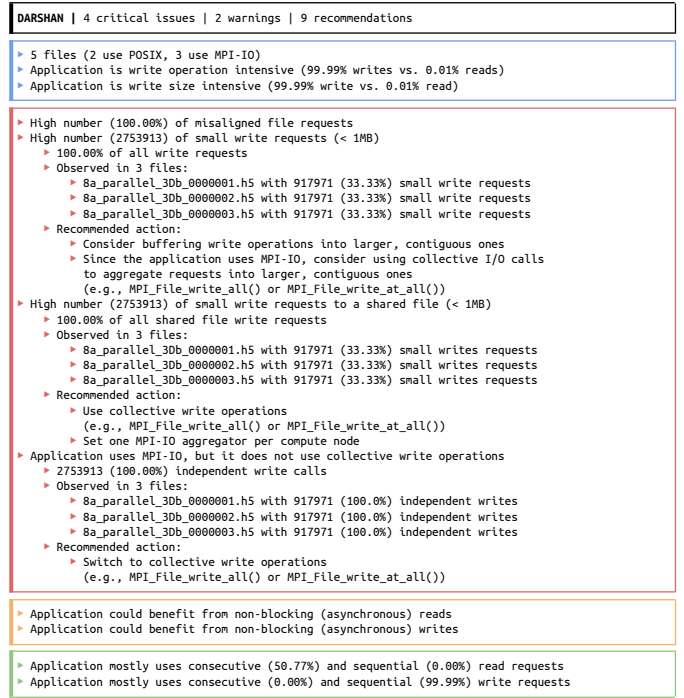 DARSHAN | 4 critical issues | 2 warnings | 9 recommendations
▶ 5 files (2 use POSIX, 3 use MPI-IO)
▶ Application is write operation intensive (99.99% writes vs. 0.01% reads)
▶ Application is write size intensive (99.99% write vs. 0.01% read)
▶ High number (100.00%) of misaligned file requests
▶ High number (2753913) of small write requests (< 1MB)
▶ 100.00% of all write requests
▶ Observed in 3 files:
▶ 8a_parallel_3Db_0000001.h5 with 917971 (33.33%) small write requests
▶ 8a_parallel_3Db_0000002.h5 with 917971 (33.33%) small write requests
▶ 8a_parallel_3Db_0000003.h5 with 917971 (33.33%) small write requests
▶ Recommended action:
▶ Consider buffering write operations into larger, contiguous ones
▶ Since the application uses MPI-IO, consider using collective I/O calls
to aggregate requests into larger, contiguous ones
(e.g., MPI_File_write_all() or MPI_File_write_at_all())
▶ High number (2753913) of small write requests to a shared file (< 1MB)
▶ 100.00% of all shared file write requests
▶ Observed in 3 files:
▶ 8a_parallel_3Db_0000001.h5 with 917971 (33.33%) small writes requests
▶ 8a_parallel_3Db_0000002.h5 with 917971 (33.33%) small writes requests
▶ 8a_parallel_3Db_0000003.h5 with 917971 (33.33%) small writes requests
▶ Recommended action:
▶ Use collective write operations
(e.g., MPI_File_write_all() or MPI_File_write_at_all())
▶ Set one MPI-IO aggregator per compute node
▶ Application uses MPI-IO, but it does not use collective write operations
▶ 2753913 (100.00%) independent write calls
▶ Observed in 3 files:
▶ 8a_parallel_3Db_0000001.h5 with 917971 (100.0%) independent writes
▶ 8a_parallel_3Db_0000002.h5 with 917971 (100.0%) independent writes
▶ 8a_parallel_3Db_0000003.h5 with 917971 (100.0%) independent writes
▶ Recommended action:
▶ Switch to collective write operations
(e.g., MPI_File_write_all() or MPI_File_write_at_all())
▶ Application could benefit from non-blocking (asynchronous) reads
▶ Application could benefit from non-blocking (asynchronous) writes
▶ Application mostly uses consecutive (50.77%) and sequential (0.00%) read requests
▶ Application mostly uses consecutive (0.00%) and sequential (99.99%) write requests